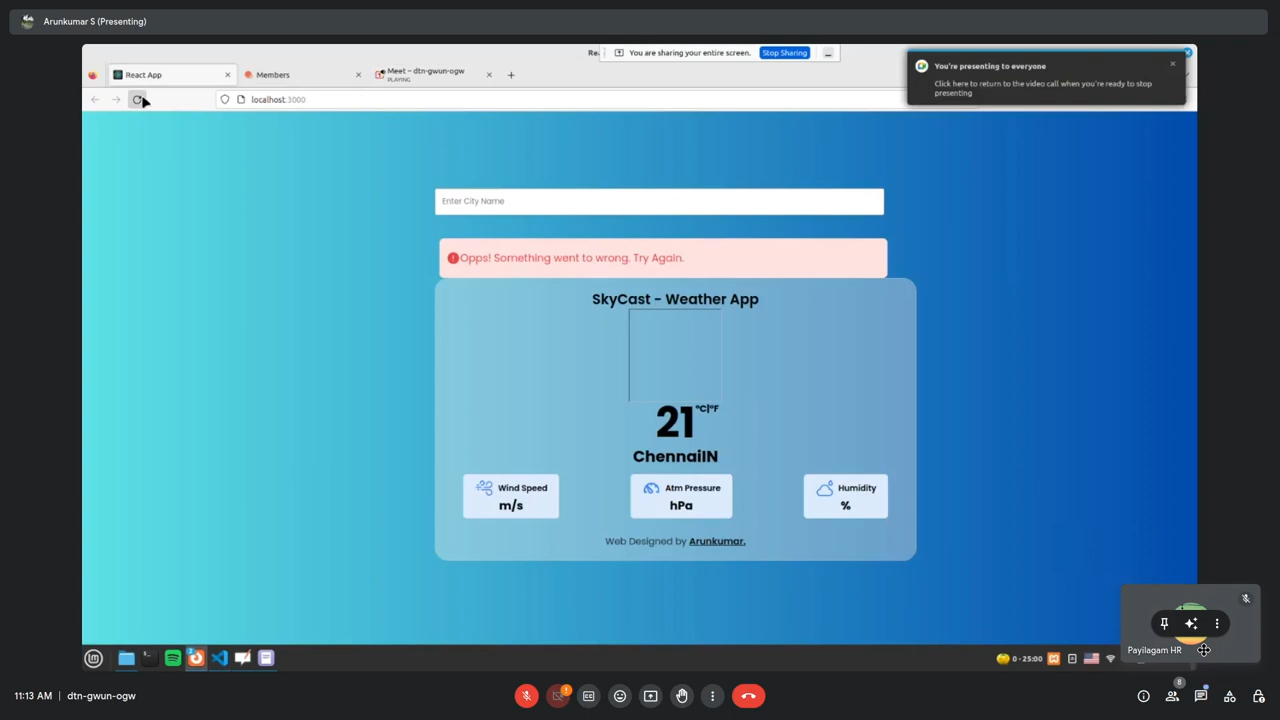 Arunkumar S (Presenting)
Rea
You are sharing your entire screen.
Stop Sharing
React App
Members
Meet – dtn-gwun-ogw
PLAYING
You're presenting to everyone
Click here to return to the video call when you're ready to stop
presenting
localhost:3000
Enter City Name
Opps! Something went to wrong. Try Again.
SkyCast - Weather App
21 °C|°F
ChennaiIN
Wind Speed
m/s
Atm Pressure
hPa
Humidity
%
Web Designed by Arunkumar.
Payilagam HR
0 - 25:00
8
11:13 AM
dtn-gwun-ogw